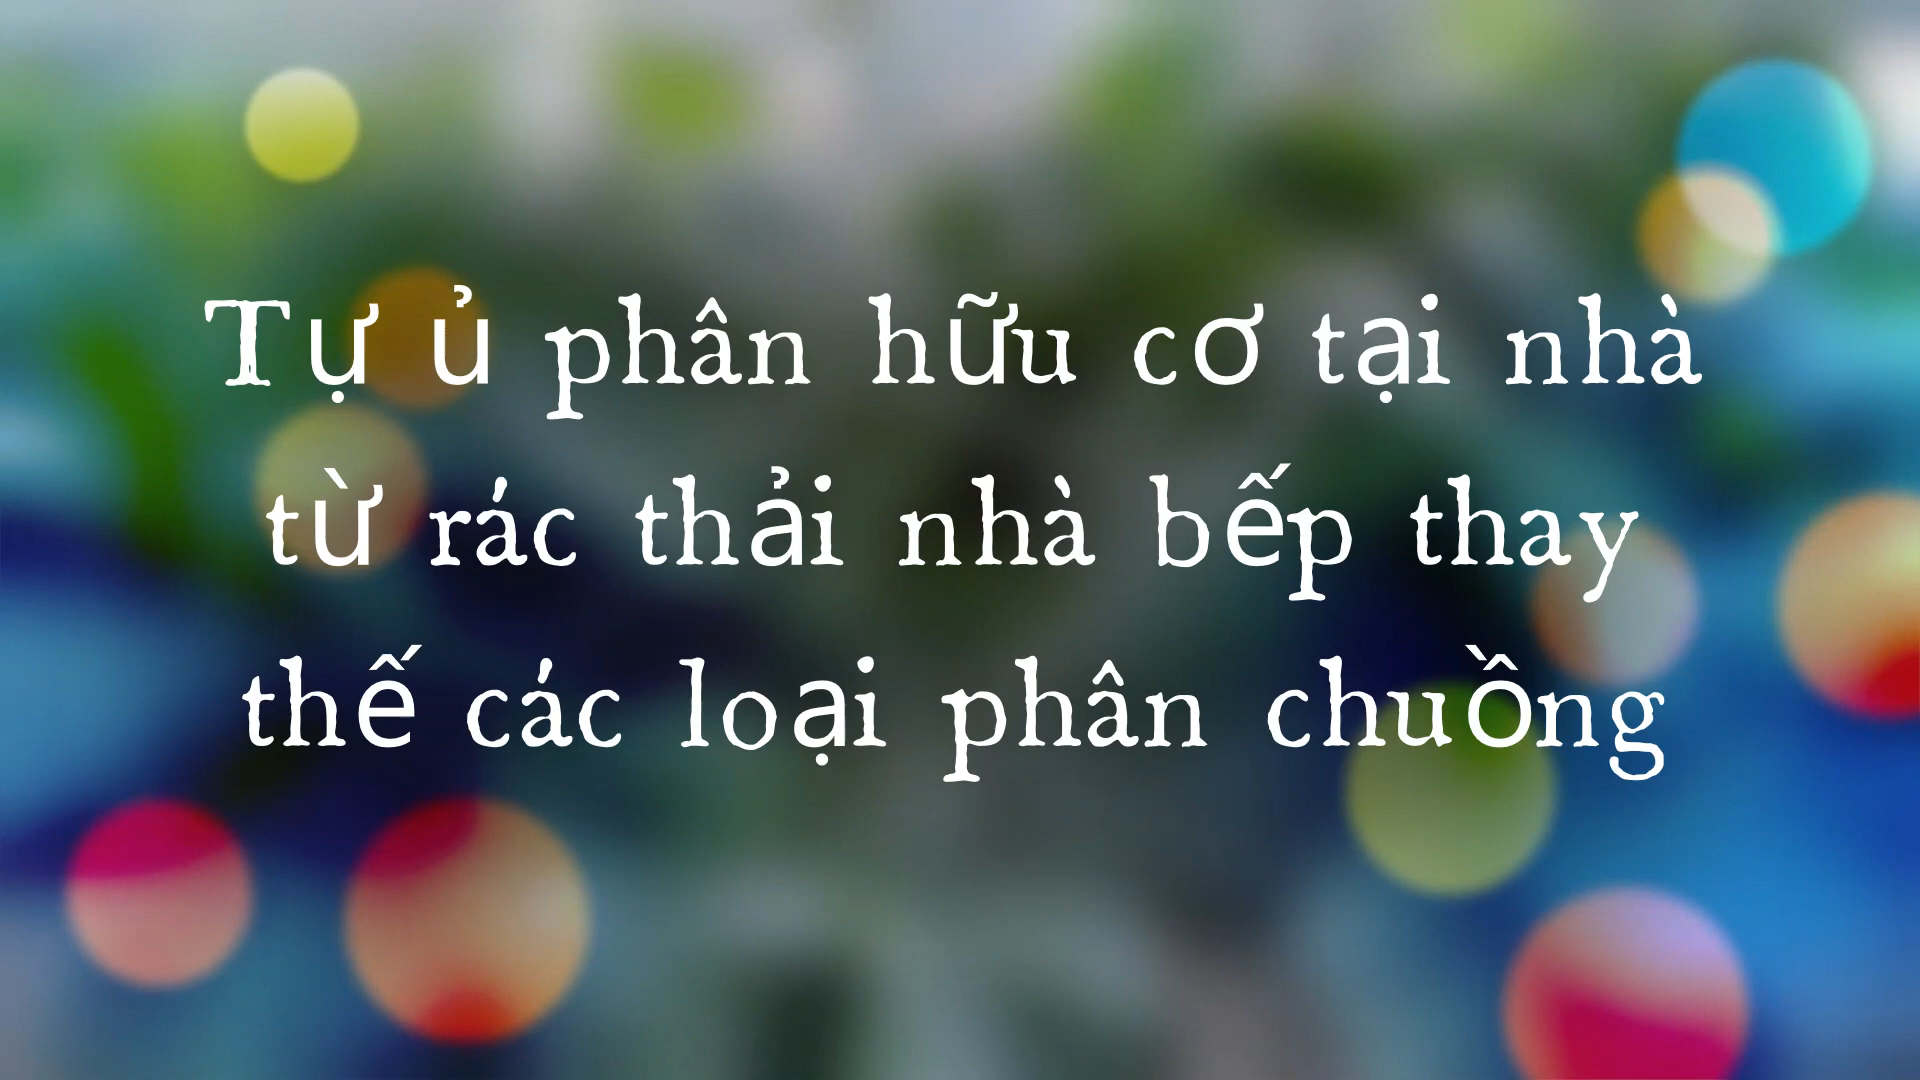 Tự ủ phân hữu cơ tại nhà
từ rác thải nhà bếp thay
thế các loại phân chuồng